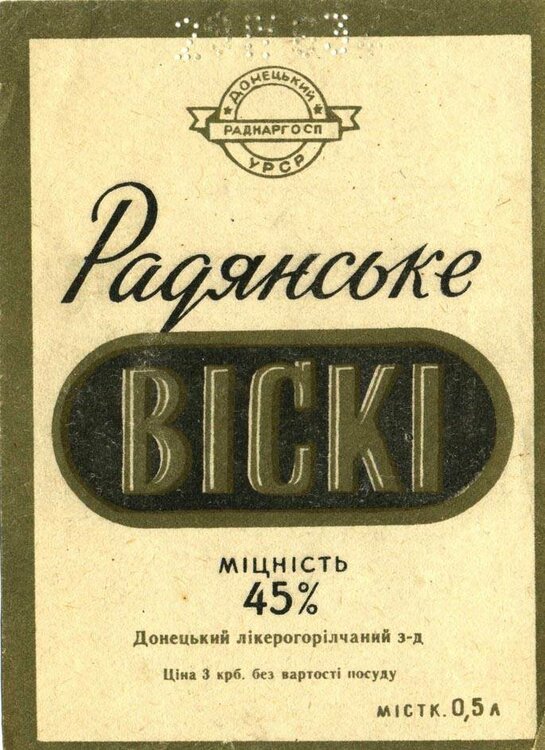 ДОНЕЦЬКИЙ
РАДНАРГОСП
УРСР
Радянське
ВІСКІ
МІЦНІСТЬ
45%
Донецький лікерогорілчаний з-д
Ціна 3 крб. без вартості посуду
МІСТК. 0,5 л